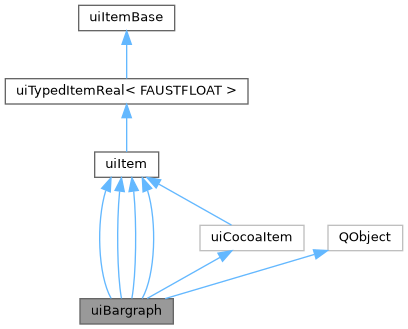 uiItemBase
uiTypedItemReal< FAUSTFLOAT >
uiItem
uiCocoaItem
QObject
uiBargraph